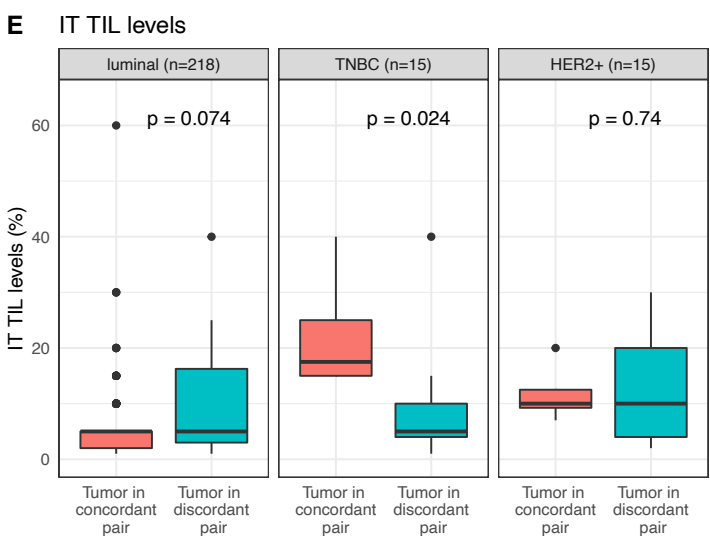 E IT TIL levels
luminal (n=218)
TNBC (n=15)
HER2+ (n=15)
p = 0.074
p = 0.024
p = 0.74
IT TIL levels (%)
60
40
20
0
Tumor in
concordant
pair
Tumor in
discordant
pair
Tumor in
concordant
pair
Tumor in
discordant
pair
Tumor in
concordant
pair
Tumor in
discordant
pair